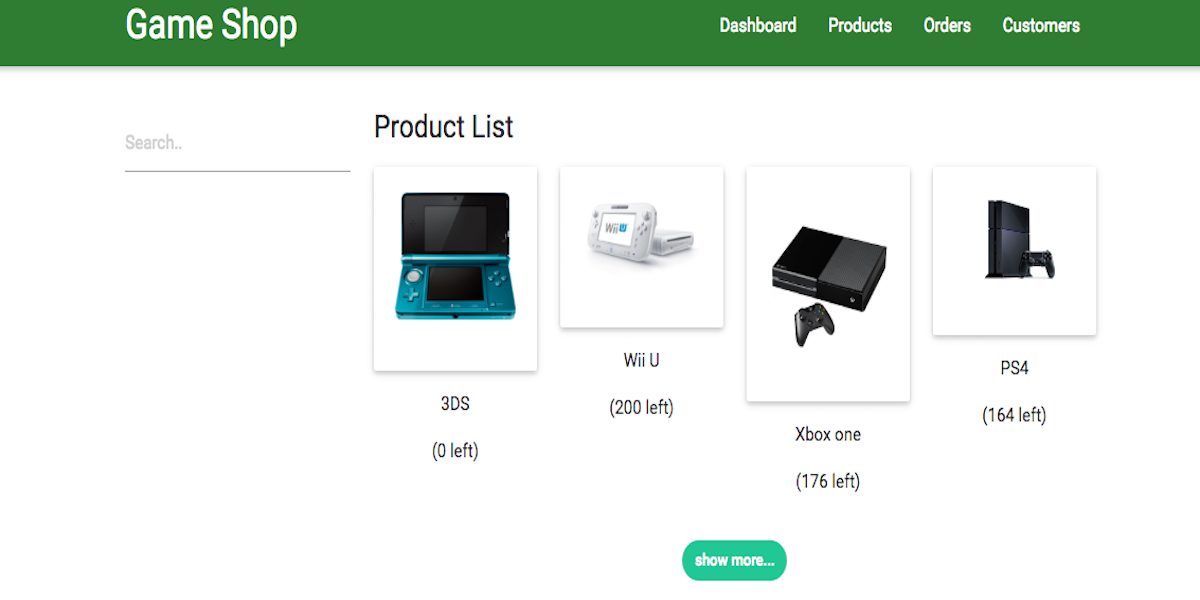 Game Shop
Dashboard Products Orders Customers
Search..
Product List
Wii U
3DS
(0 left)
Wii U
(200 left)
Xbox one
(176 left)
PS4
(164 left)
show more...